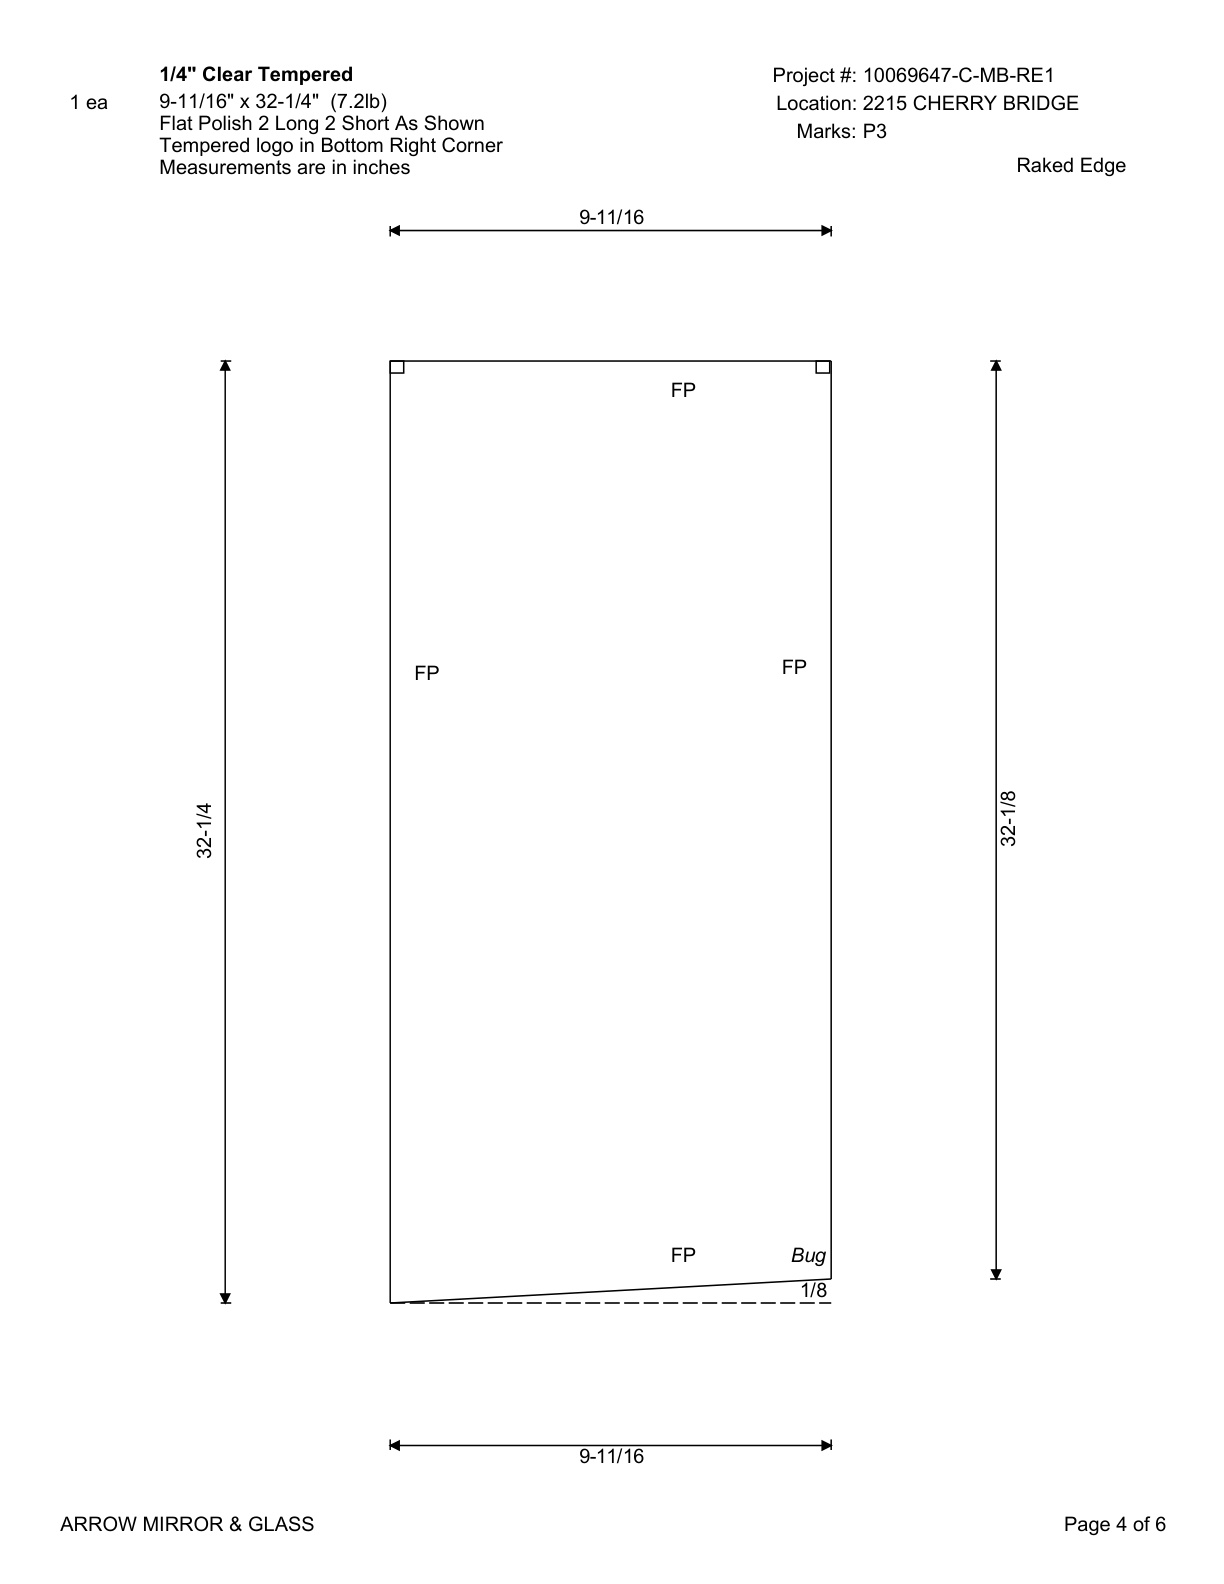 1/4" Clear Tempered
1 ea
9-11/16" x 32-1/4" (7.2lb)
Flat Polish 2 Long 2 Short As Shown
Tempered logo in Bottom Right Corner
Measurements are in inches
Project #: 10069647-C-MB-RE1
Location: 2215 CHERRY BRIDGE
Marks: P3
Raked Edge
9-11/16
FP
FP
FP
32-1/4
32-1/8
FP
Bug
1/8
9-11/16
ARROW MIRROR & GLASS
Page 4 of 6